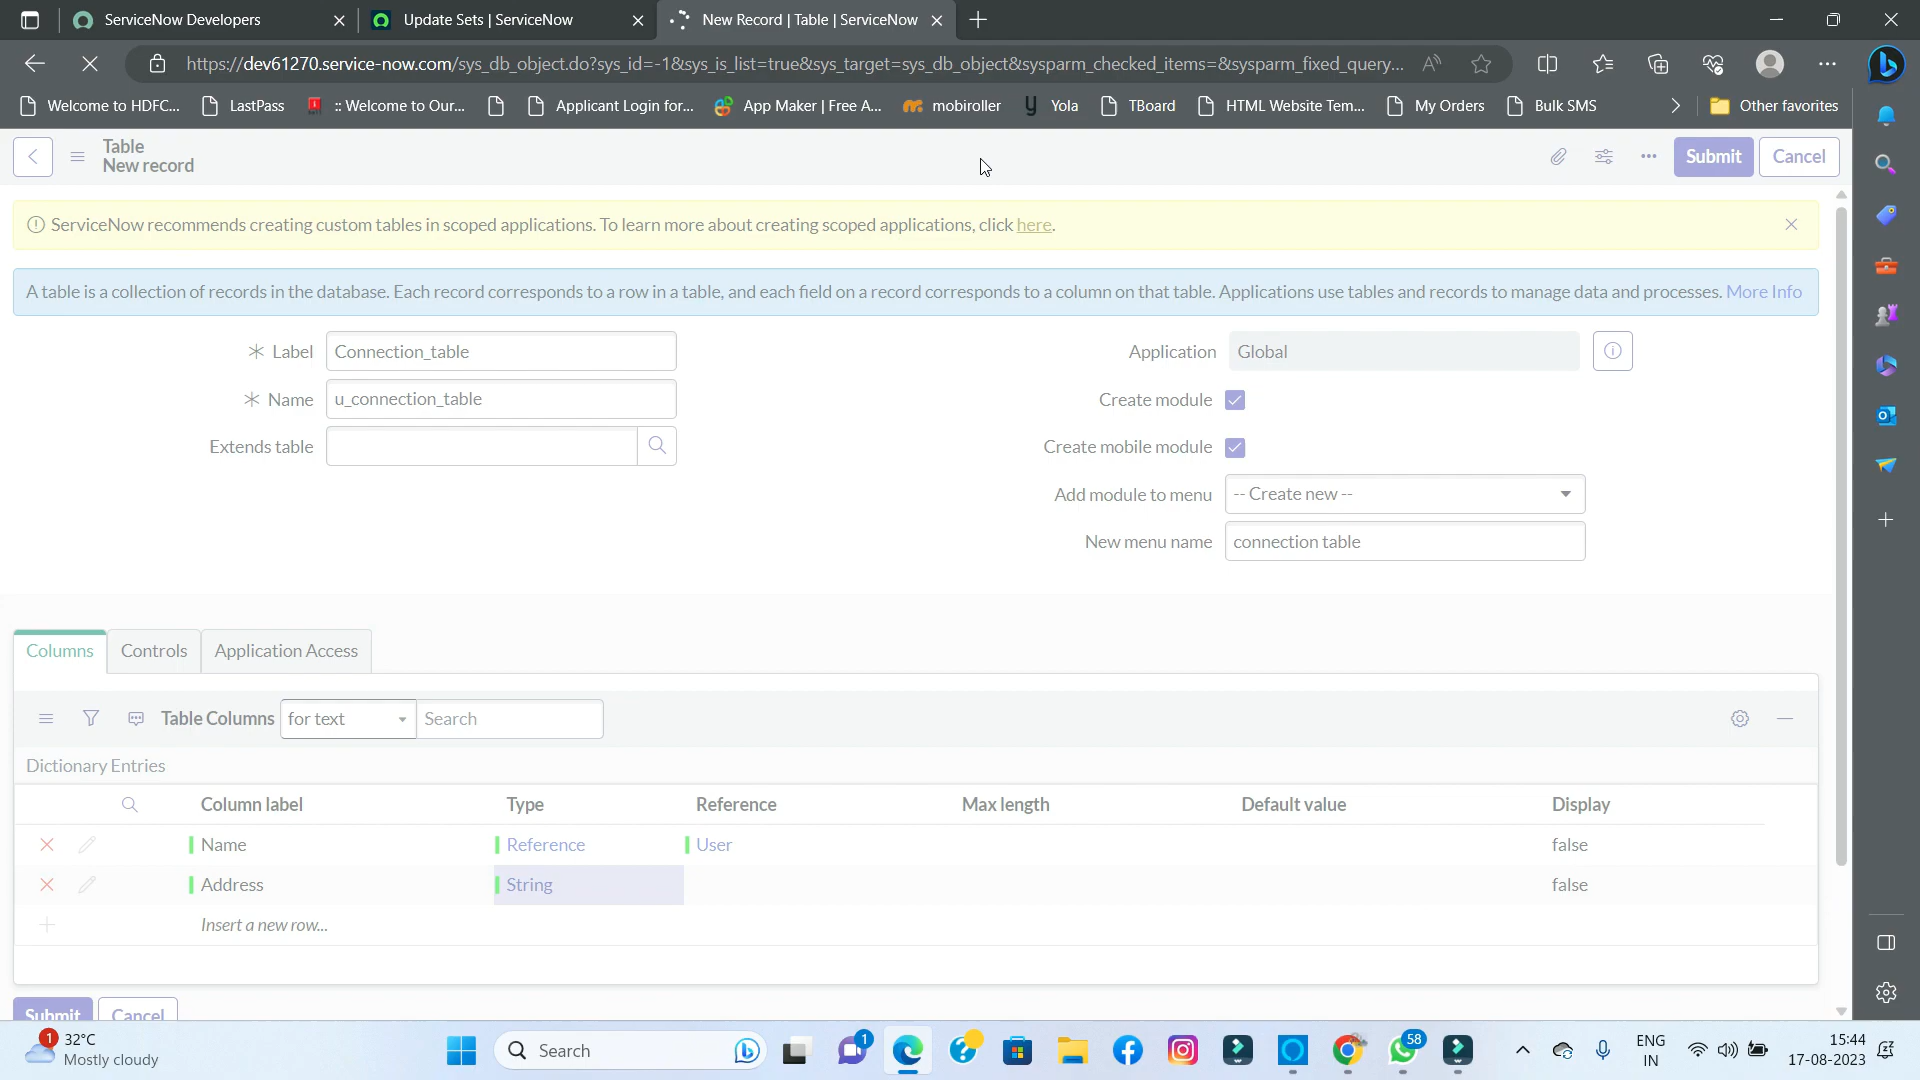 ServiceNow Developers
Update Sets | ServiceNow
New Record | Table | ServiceNow
https://dev61270.service-now.com/sys_db_object.do?sys_id=-1&sys_is_list=true&sys_target=sys_db_object&sysparm_checked_items=&sysparm_fixed_query...
Welcome to HDFC...
LastPass
:: Welcome to Our...
Applicant Login for...
App Maker | Free A...
mobiroller
Yola
TBoard
HTML Website Tem...
My Orders
Bulk SMS
Other favorites
Table
New record
Submit
Cancel
ServiceNow recommends creating custom tables in scoped applications. To learn more about creating scoped applications, click here.
A table is a collection of records in the database. Each record corresponds to a row in a table, and each field on a record corresponds to a column on that table. Applications use tables and records to manage data and processes. More Info
Label Connection_table
Application Global
Name u_connection_table
Create module
Extends table
Create mobile module
Add module to menu -- Create new --
New menu name connection table
Columns
Controls
Application Access
Table Columns for text Search
Dictionary Entries
Column label Type Reference Max length Default value Display
Name Reference User false
Address String false
Insert a new row...
Submit
Cancel
1
32°C
Mostly cloudy
Search
1
58
ENG
IN
15:44
17-08-2023